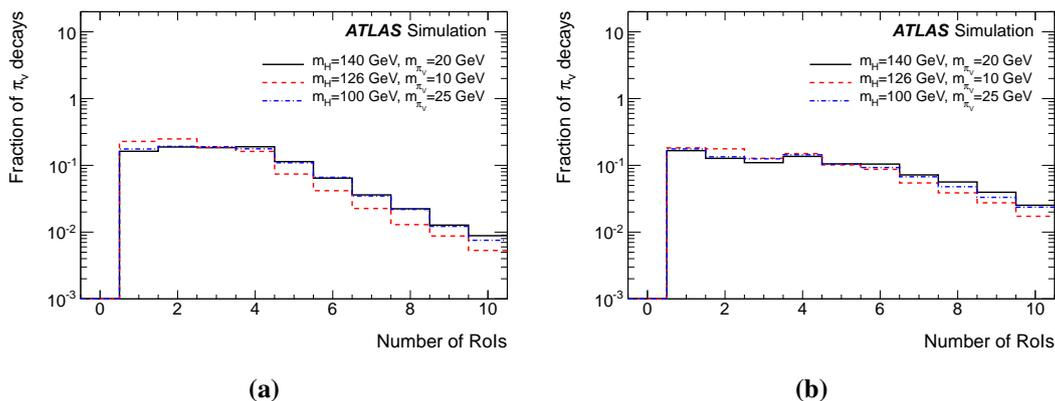 ATLAS Simulation
m_H=140 GeV, m_πv=20 GeV
m_H=126 GeV, m_πv=10 GeV
m_H=100 GeV, m_πv=25 GeV
Fraction of πv decays
10
1
10⁻¹
10⁻²
10⁻³
0 2 4 6 8 10
Number of RoIs
(a)
ATLAS Simulation
m_H=140 GeV, m_πv=20 GeV
m_H=126 GeV, m_πv=10 GeV
m_H=100 GeV, m_πv=25 GeV
Fraction of πv decays
10
1
10⁻¹
10⁻²
10⁻³
0 2 4 6 8 10
Number of RoIs
(b)